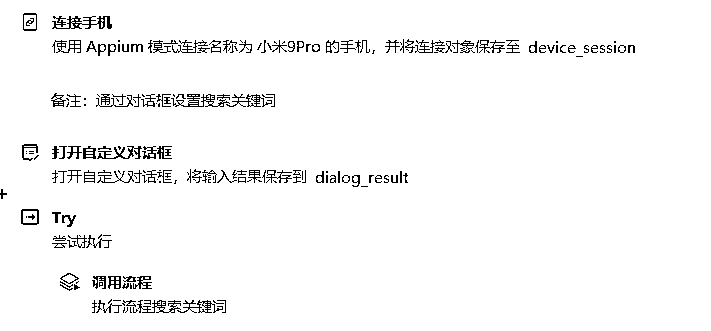 连接手机
使用 Appium 模式连接名称为 小米9Pro 的手机，并将连接对象保存至 device_session
备注：通过对话框设置搜索关键词
打开自定义对话框
打开自定义对话框，将输入结果保存到 dialog_result
Try
尝试执行
调用流程
执行流程搜索关键词